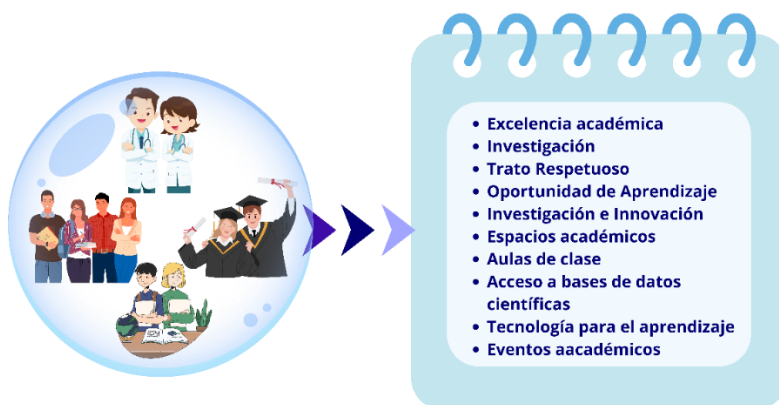 Excelencia académica
Investigación
Trato Respetuoso
Oportunidad de Aprendizaje
Investigación e Innovación
Espacios académicos
Aulas de clase
Acceso a bases de datos
científicas
Tecnología para el aprendizaje
Eventos aacadémicos